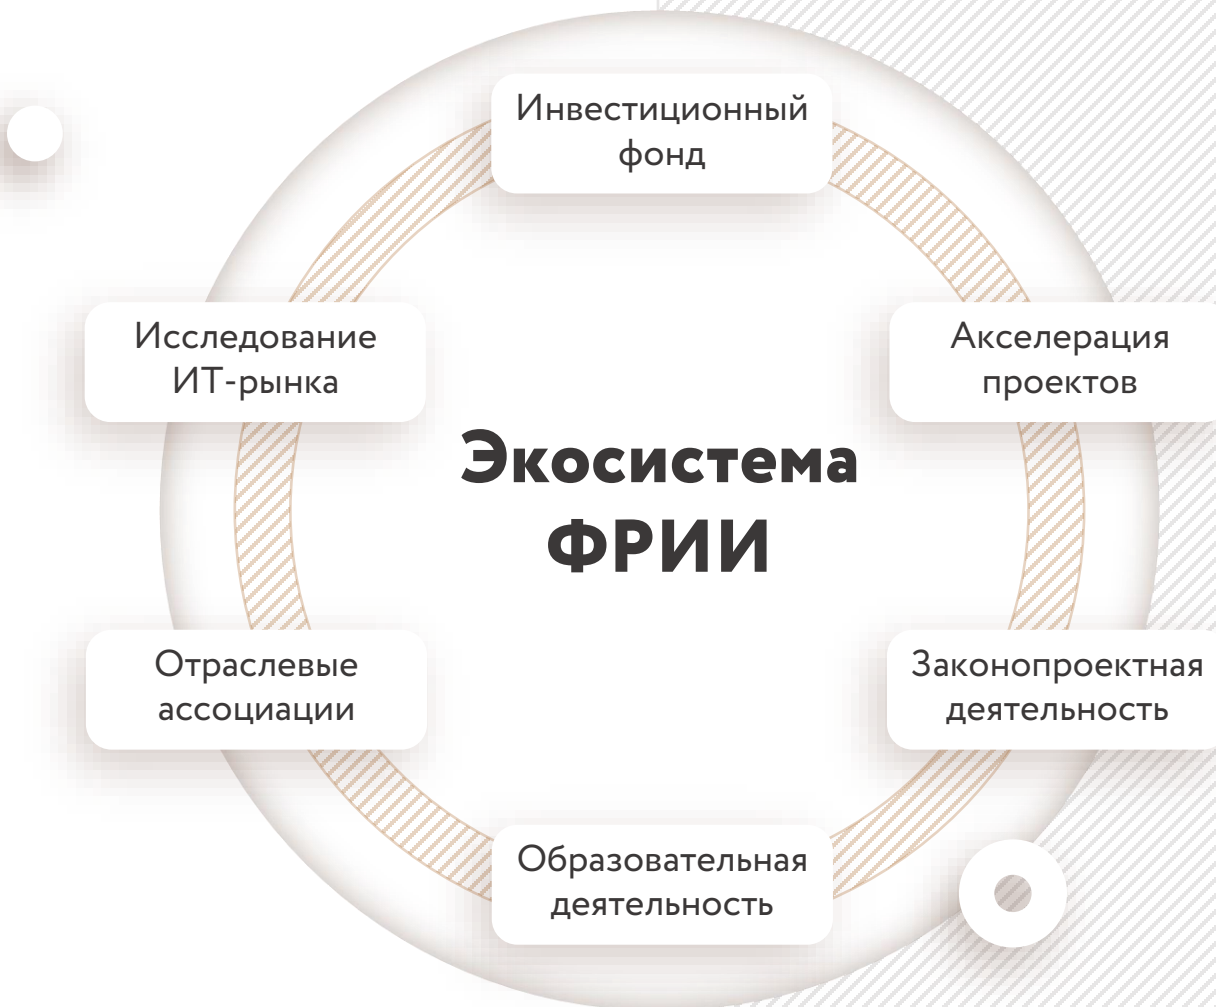 Инвестиционный
фонд
Исследование
ИТ-рынка
Акселерация
проектов
Экосистема
ФРИИ
Отраслевые
ассоциации
Законопроектная
деятельность
Образовательная
деятельность